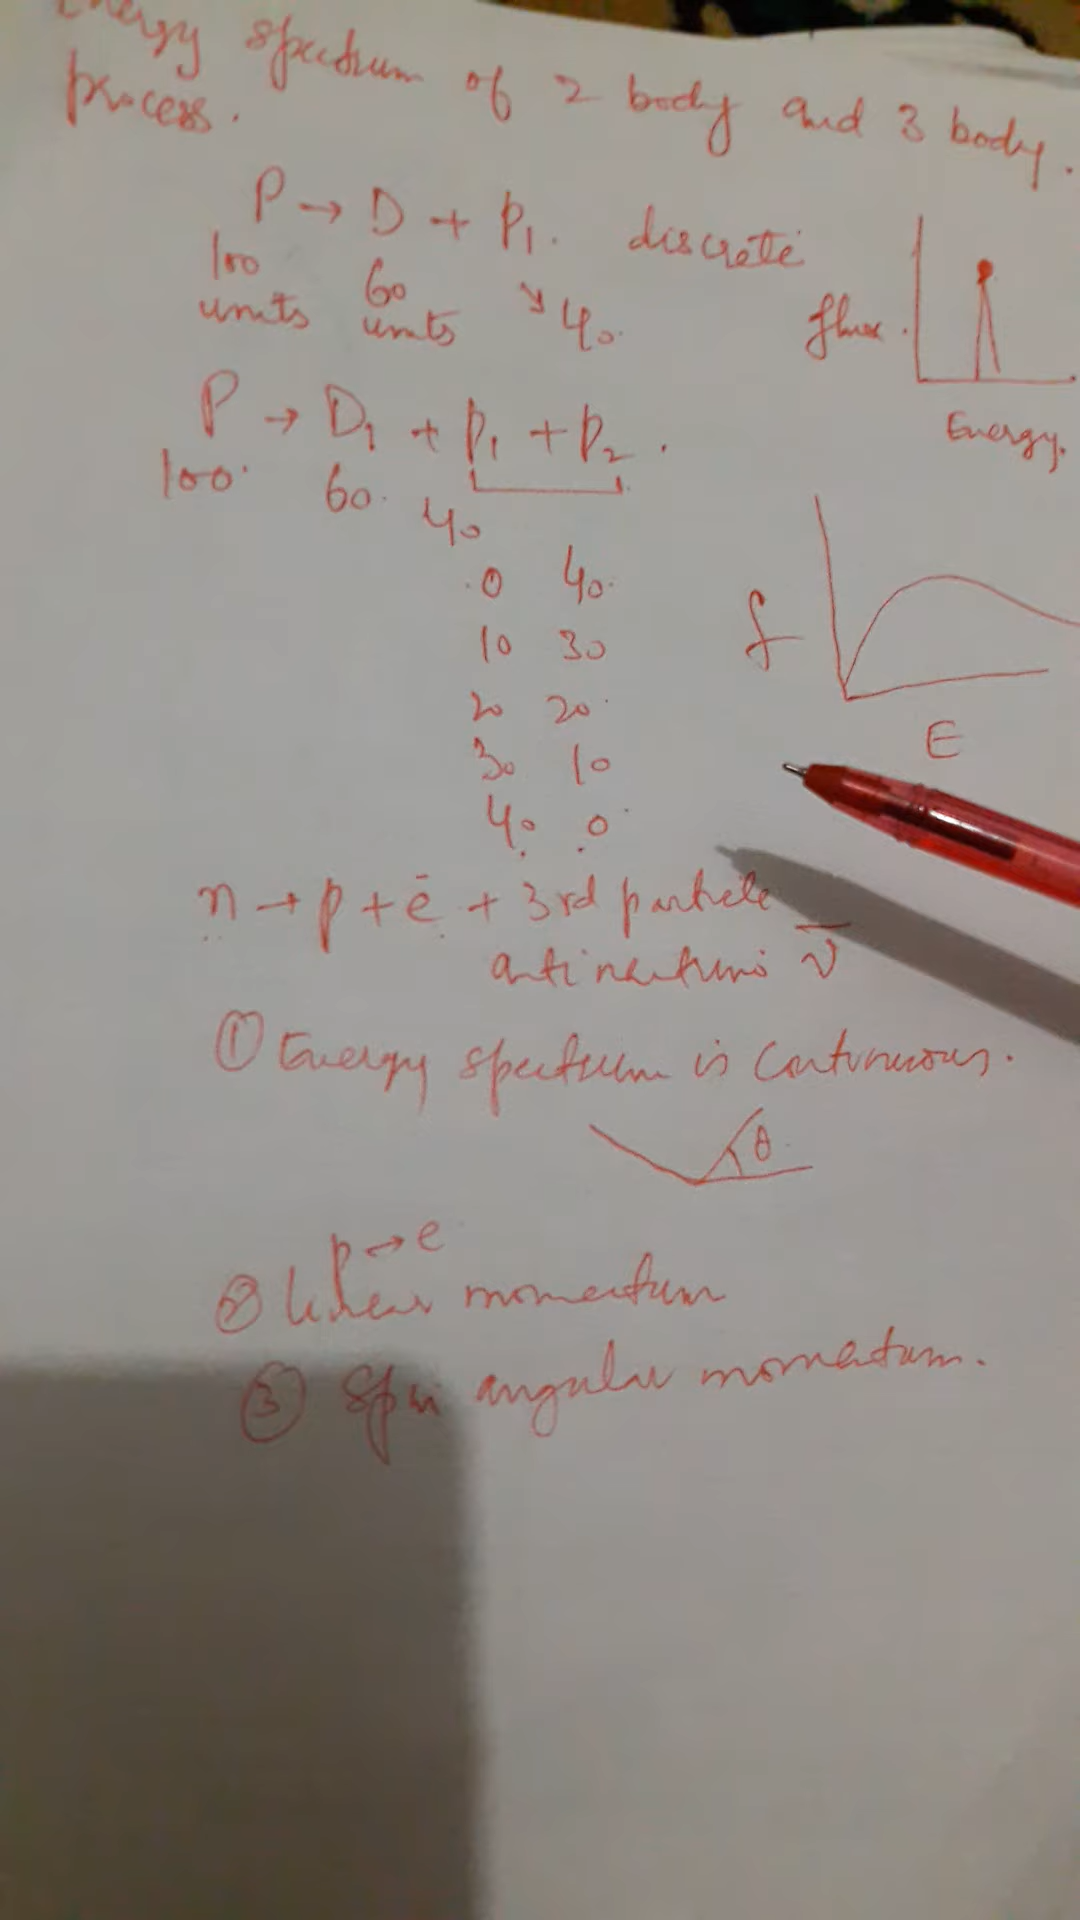 Energy spectrum of 2 body and 3 body.
process.
P → D + P₁. discrete
100 units 60 units ↘ 40.
flux.
Energy.
P → D₁ + P₁ + P₂.
100. 60. 40
0 40.
10 30
20 20.
30 10
40 0
f
E
n → p + ē + 3rd particle
antineutrino ν̄
① Energy spectrum is continuous.
θ
p → e
② linear momentum
③ Spin angular momentum.